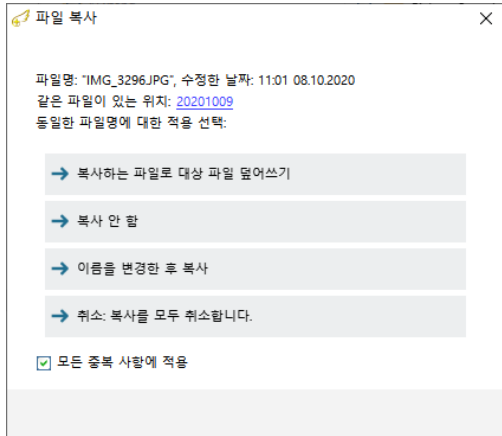 파일 복사
파일명: "IMG_3296.JPG", 수정한 날짜: 11:01 08.10.2020
같은 파일이 있는 위치: 20201009
동일한 파일명에 대한 적용 선택:
복사하는 파일로 대상 파일 덮어쓰기
복사 안 함
이름을 변경한 후 복사
취소: 복사를 모두 취소합니다.
모든 중복 사항에 적용